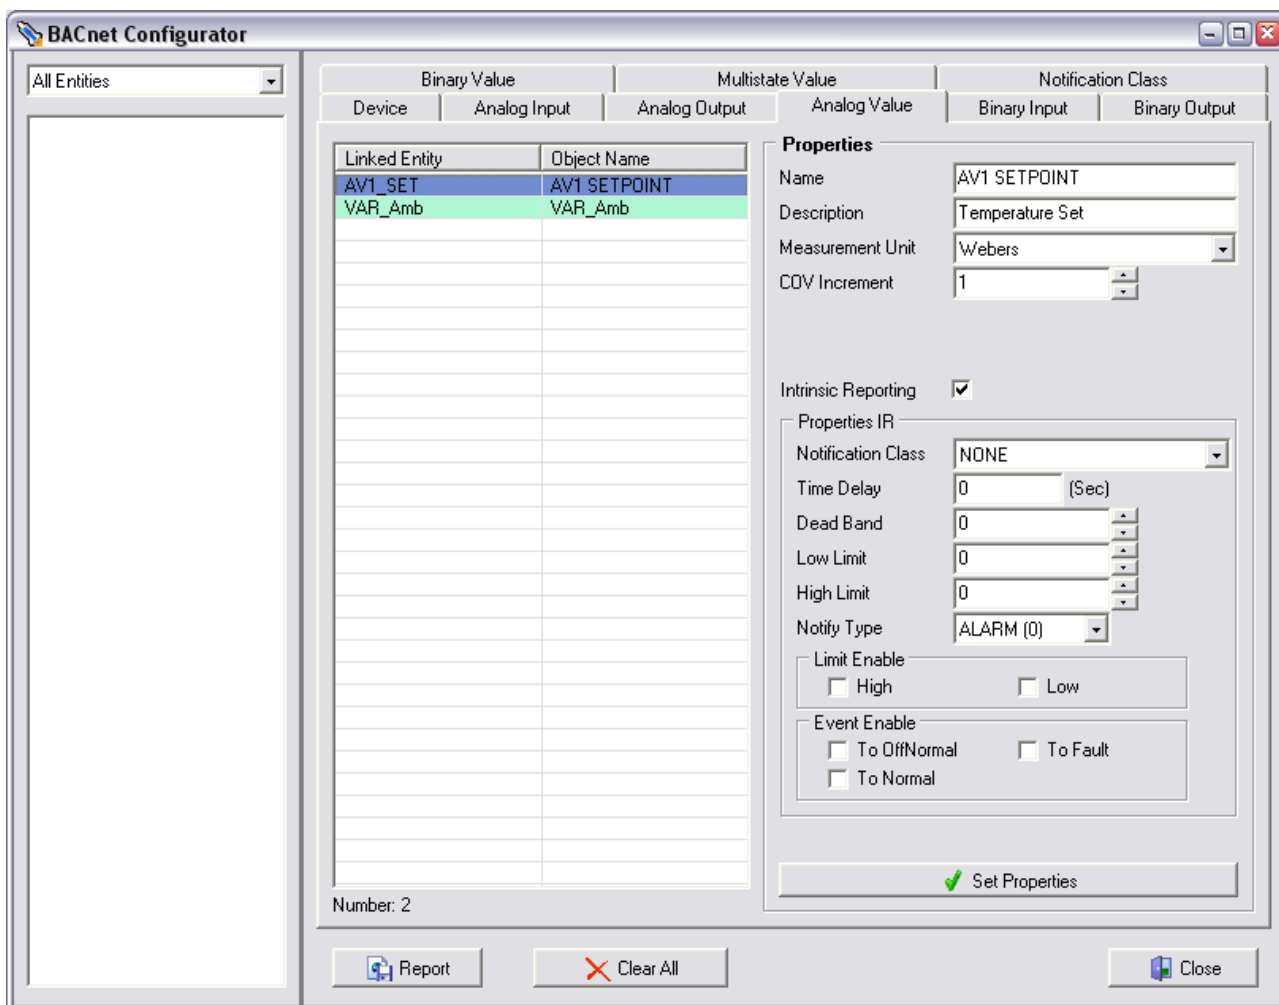 BACnet Configurator
All Entities
Binary Value
Multistate Value
Notification Class
Device
Analog Input
Analog Output
Analog Value
Binary Input
Binary Output
Linked Entity Object Name
AV1_SET AV1 SETPOINT
VAR_Amb VAR_Amb
Number: 2
Properties
Name AV1 SETPOINT
Description Temperature Set
Measurement Unit Webers
COV Increment 1
Intrinsic Reporting
Properties IR
Notification Class NONE
Time Delay 0 (Sec)
Dead Band 0
Low Limit 0
High Limit 0
Notify Type ALARM (0)
Limit Enable
High Low
Event Enable
To OffNormal To Fault
To Normal
Set Properties
Report
Clear All
Close